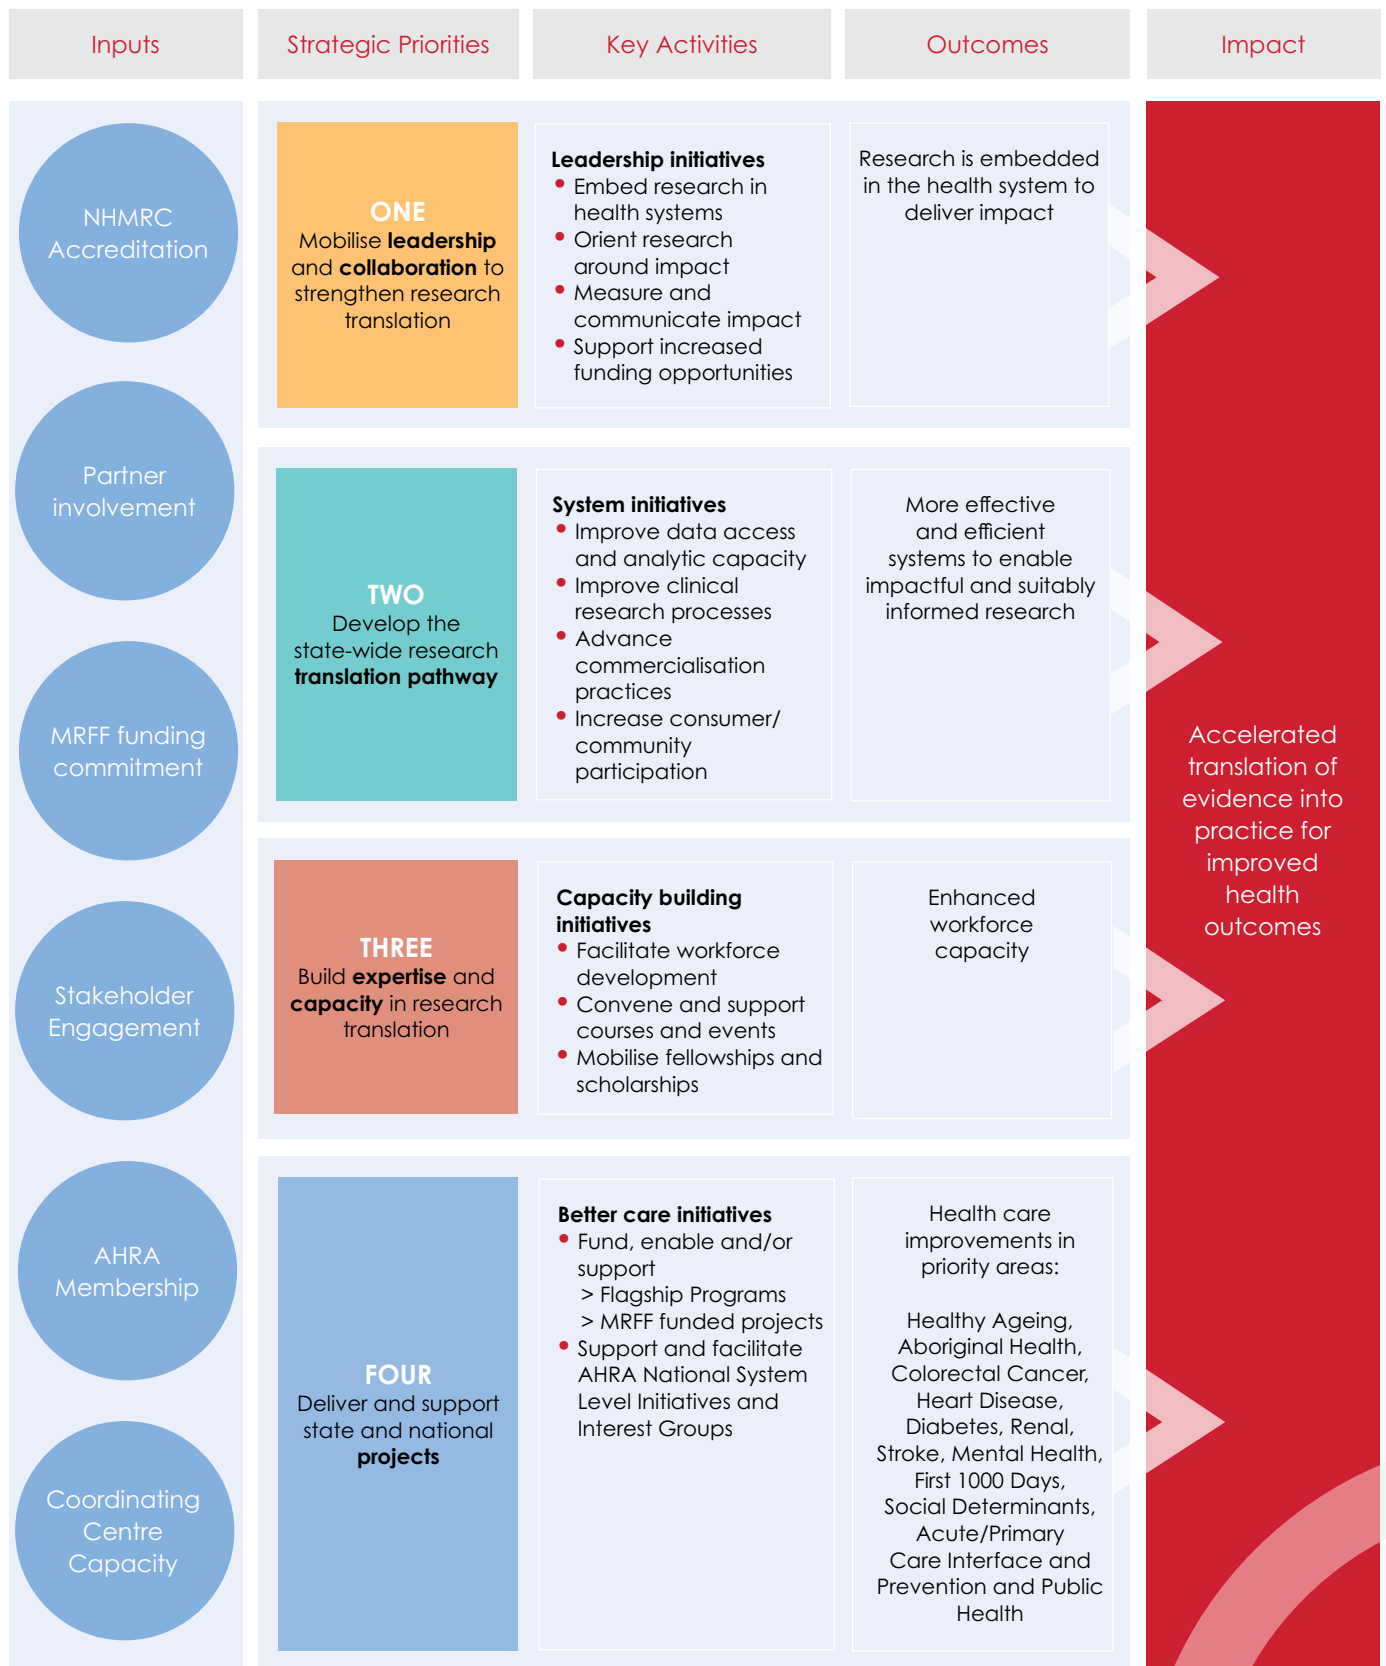 Inputs
Strategic Priorities
Key Activities
Outcomes
Impact
NHMRC
Accreditation
Partner
involvement
MRFF funding
commitment
Stakeholder
Engagement
AHRA
Membership
Coordinating
Centre
Capacity
ONE
Mobilise leadership
and collaboration to
strengthen research
translation
Leadership initiatives
• Embed research in
health systems
• Orient research
around impact
• Measure and
communicate impact
• Support increased
funding opportunities
Research is embedded
in the health system to
deliver impact
TWO
Develop the
state-wide research
translation pathway
System initiatives
• Improve data access
and analytic capacity
• Improve clinical
research processes
• Advance
commercialisation
practices
• Increase consumer/
community
participation
More effective
and efficient
systems to enable
impactful and suitably
informed research
THREE
Build expertise and
capacity in research
translation
Capacity building
initiatives
• Facilitate workforce
development
• Convene and support
courses and events
• Mobilise fellowships and
scholarships
Enhanced
workforce
capacity
FOUR
Deliver and support
state and national
projects
Better care initiatives
• Fund, enable and/or
support
> Flagship Programs
> MRFF funded projects
• Support and facilitate
AHRA National System
Level Initiatives and
Interest Groups
Health care
improvements in
priority areas:
Healthy Ageing,
Aboriginal Health,
Colorectal Cancer,
Heart Disease,
Diabetes, Renal,
Stroke, Mental Health,
First 1000 Days,
Social Determinants,
Acute/Primary
Care Interface and
Prevention and Public
Health
Accelerated
translation of
evidence into
practice for
improved
health
outcomes